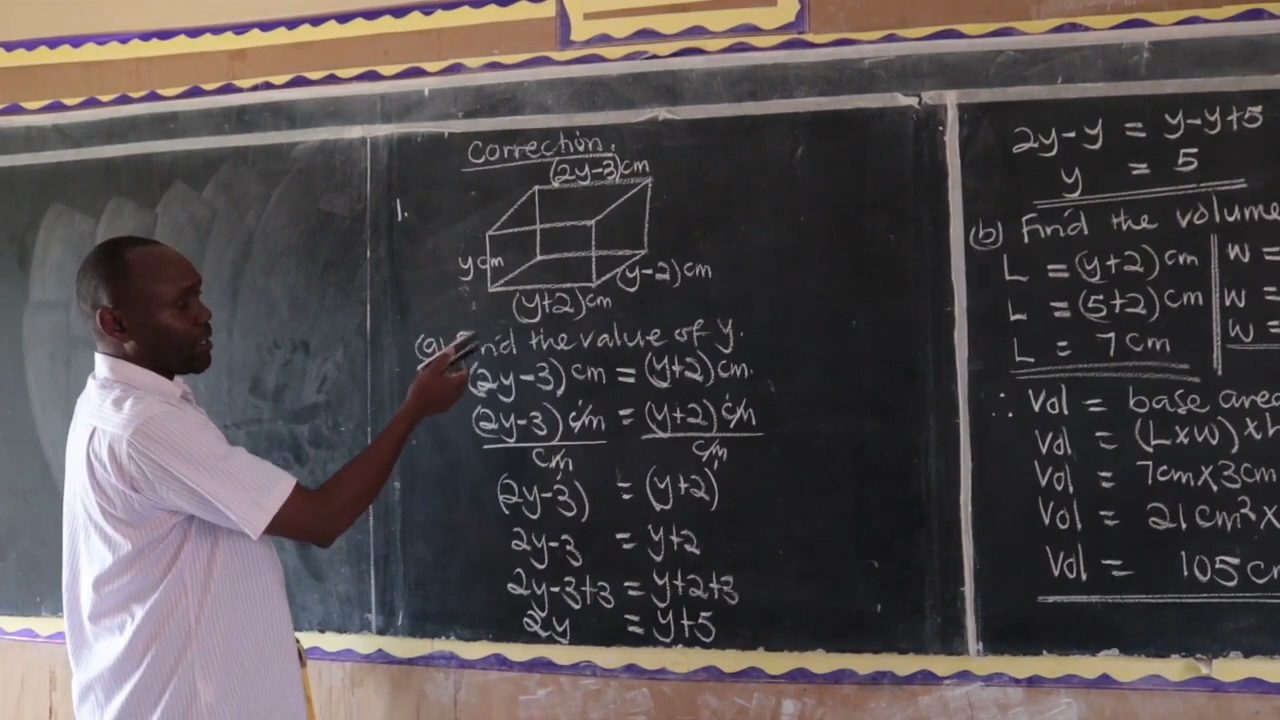 Correction.
(2y-3)cm
1.
y cm
(y-2)cm
(y+2)cm
(a) Find the value of y.
(2y-3) cm = (y+2) cm.
(2y-3) cm = (y+2) cm
cm cm
(2y-3) = (y+2)
2y-3 = y+2
2y-3+3 = y+2+3
2y = y+5
2y-y = y-y+5
y = 5
(b) Find the volume
L = (y+2) cm W =
L = (5+2) cm W =
L = 7cm W =
∴ Vol = base area
Vol = (L×W)×h
Vol = 7cm×3cm
Vol = 21cm²×
Vol = 105 cm